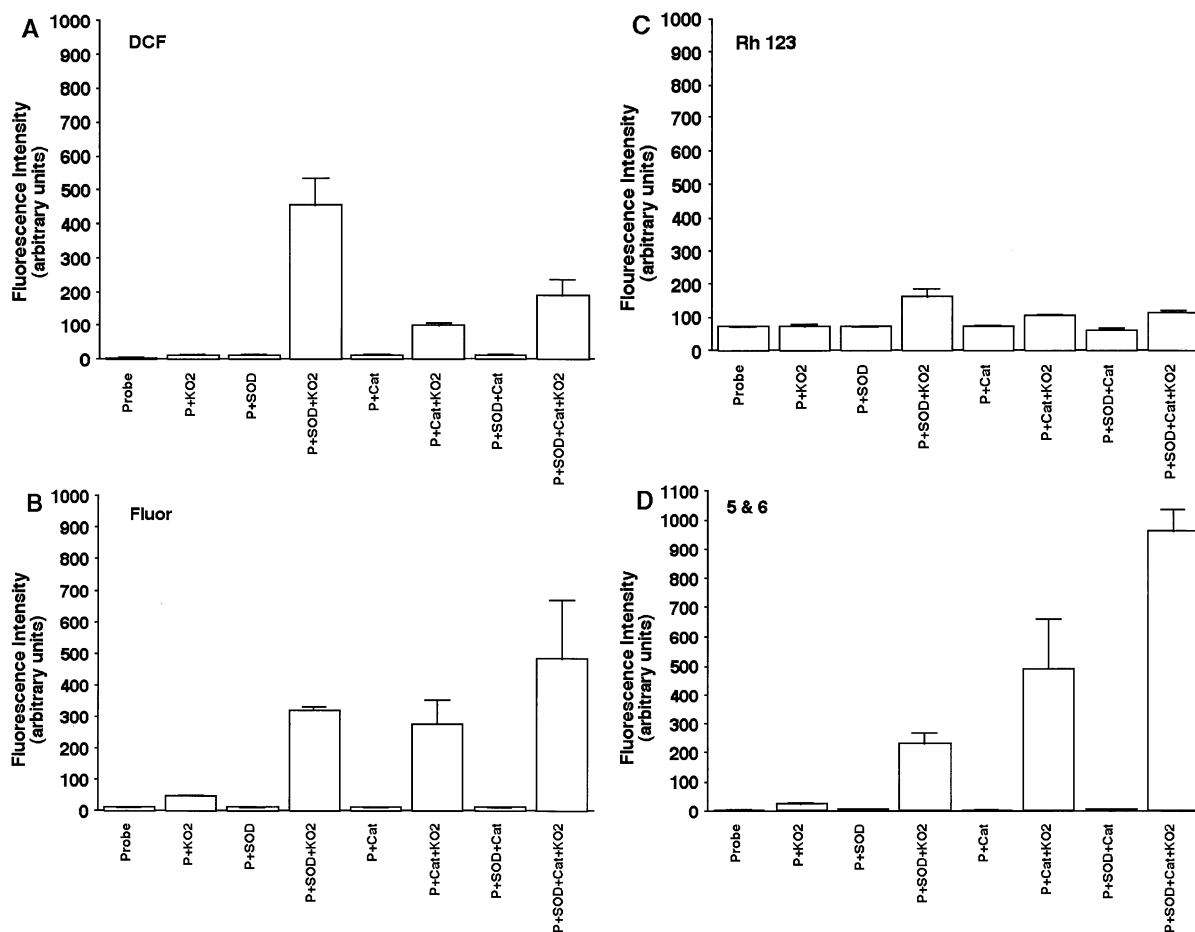 A
DCF
Fluorescence Intensity
(arbitrary units)
1000
900
800
700
600
500
400
300
200
100
0
Probe
P+KO2
P+SOD
P+SOD+KO2
P+Cat
P+Cat+KO2
P+SOD+Cat
P+SOD+Cat+KO2
B
Fluor
Fluorescence Intensity
(arbitrary units)
1000
900
800
700
600
500
400
300
200
100
0
Probe
P+KO2
P+SOD
P+SOD+KO2
P+Cat
P+Cat+KO2
P+SOD+Cat
P+SOD+Cat+KO2
C
Rh 123
Flourescence Intensity
(arbitrary units)
1000
900
800
700
600
500
400
300
200
100
0
Probe
P+KO2
P+SOD
P+SOD+KO2
P+Cat
P+Cat+KO2
P+SOD+Cat
P+SOD+Cat+KO2
D
5 & 6
Fluorescence Intensity
(arbitrary units)
1100
1000
900
800
700
600
500
400
300
200
100
0
Probe
P+KO2
P+SOD
P+SOD+KO2
P+Cat
P+Cat+KO2
P+SOD+Cat
P+SOD+Cat+KO2